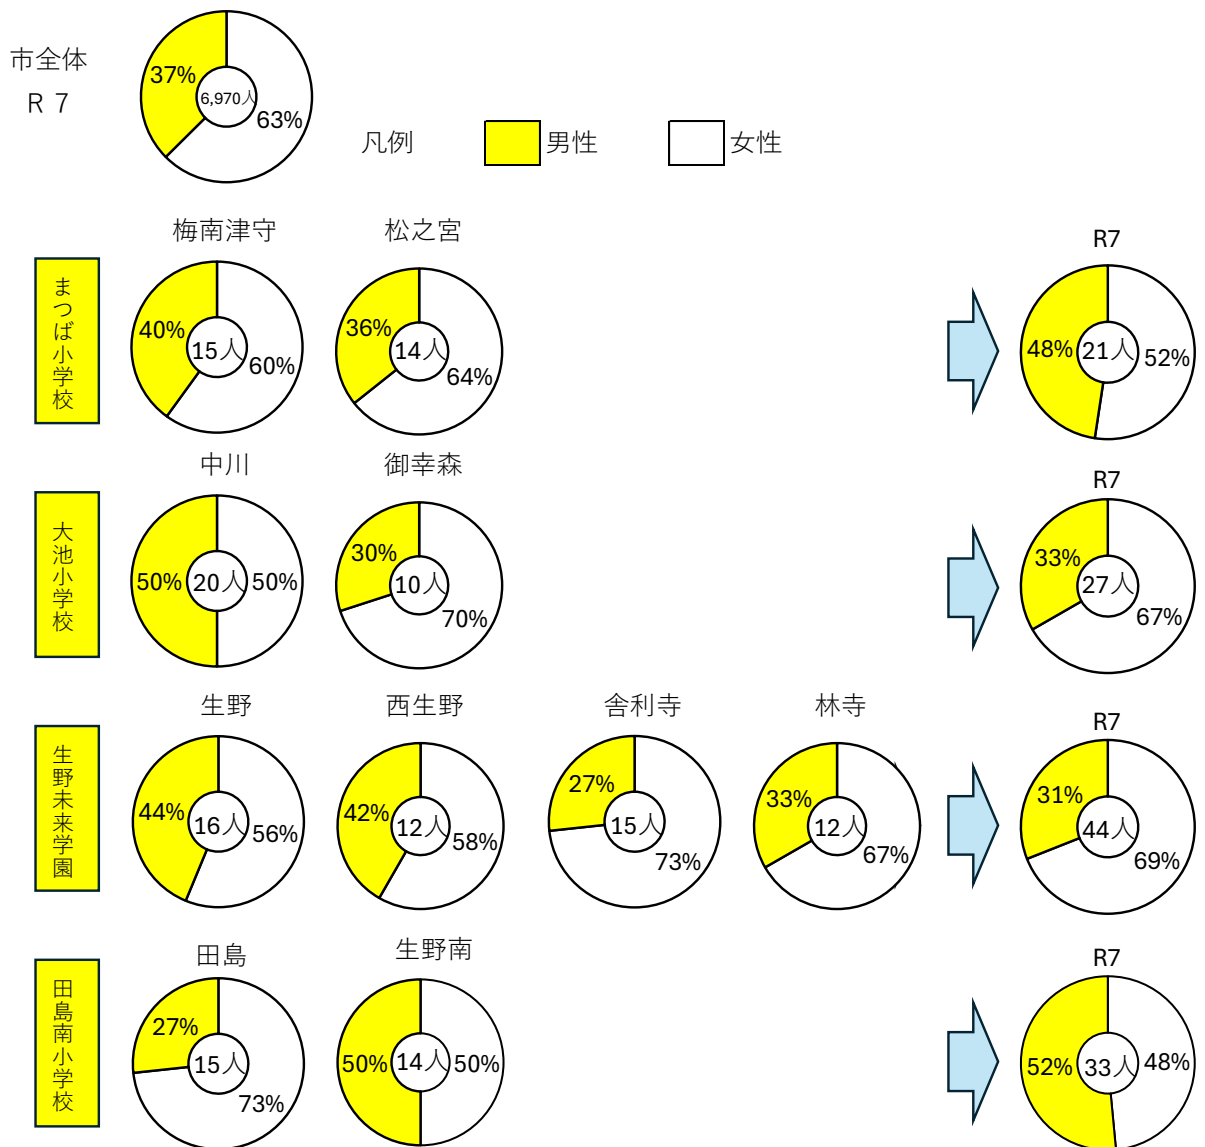 市全体
R 7
37%
6,970人
63%
凡例
男性
女性
まつば小学校
梅南津守
40%
15人
60%
松之宮
36%
14人
64%
R7
48%
21人
52%
大池小学校
中川
50%
20人
50%
御幸森
30%
10人
70%
R7
33%
27人
67%
生野未来学園
生野
44%
16人
56%
西生野
42%
12人
58%
舎利寺
27%
15人
73%
林寺
33%
12人
67%
R7
31%
44人
69%
田島南小学校
田島
27%
15人
73%
生野南
50%
14人
50%
R7
52%
33人
48%